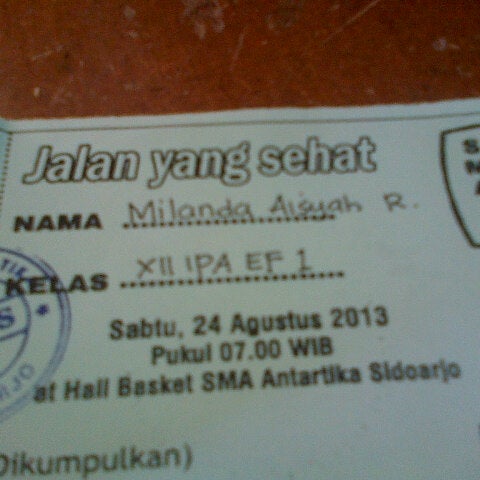 Jalan yang sehat
NAMA Milanda Aisyah R.
KELAS XII IPA EF 1
Sabtu, 24 Agustus 2013
Pukul 07.00 WIB
at Hall Basket SMA Antartika Sidoarjo
Dikumpulkan)